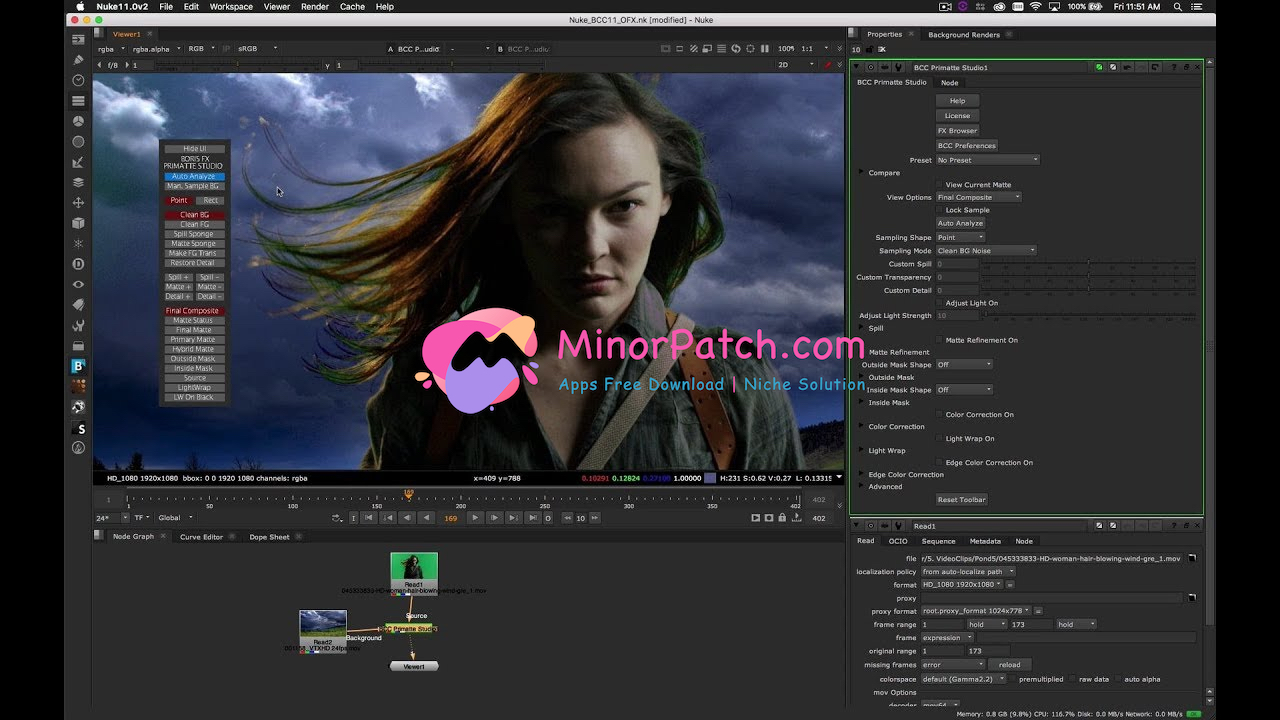 Nuke11.0v2 File Edit Workspace Viewer Render Cache Help 100% Fri 11:51 AM
Nuke_BCC11_OFX.nk [modified] - Nuke
Viewer1
rgba rgba.alpha RGB IP sRGB A BCC P...udic - B BCC P...udic 100% 1:1
f/8 1 y 1 2D
Hide UI
BORIS FX
PRIMATTE STUDIO
Auto Analyze
Man. Sample BG
Point Rect
Clean BG
Clean FG
Spill Sponge
Matte Sponge
Make FG Trans
Restore Detail
Spill + Spill -
Matte + Matte -
Detail + Detail -
Final Composite
Matte Status
Final Matte
Primary Matte
Hybrid Matte
Outside Mask
Inside Mask
Source
LightWrap
LW On Black
MinorPatch.com
Apps Free Download | Niche Solution
HD_1080 1920x1080 bbox: 0 0 1920 1080 channels: rgba x=409 y=788 0.10291 0.12824 0.27108 1.00000 H:231 S:0.62 V:0.27 L: 0.13315
1 1 50 100 150 169 200 250 300 350 402 402
24* TF Global 169 10 402
Node Graph Curve Editor Dope Sheet
Read1
045333833-HD-woman-hair-blowing-wind-gre_1.mov
Source
BCC Primatte Studio1
Background
Read2
Viewer1
Properties Background Renders
10
BCC Primatte Studio1
BCC Primatte Studio Node
Help
License
FX Browser
BCC Preferences
Preset No Preset
Compare
View Current Matte
View Options Final Composite
Lock Sample
Auto Analyze
Sampling Shape Point
Sampling Mode Clean BG Noise
Custom Spill 0
Custom Transparency 0
Custom Detail 0
Adjust Light On
Adjust Light Strength 10
Spill
Matte Refinement On
Matte Refinement
Outside Mask Shape Off
Outside Mask
Inside Mask Shape Off
Inside Mask
Color Correction On
Color Correction
Light Wrap On
Light Wrap
Edge Color Correction On
Edge Color Correction
Advanced
Reset Toolbar
Read1
Read OCIO Sequence Metadata Node
file r/5. VideoClips/Pond5/045333833-HD-woman-hair-blowing-wind-gre_1.mov
localization policy from auto-localize path
format HD_1080 1920x1080 =
proxy
proxy format root.proxy_format 1024x778 =
frame range 1 hold 173 hold
frame expression
original range 1 173
missing frames error reload
colorspace default (Gamma2.2) premultiplied raw data auto alpha
mov Options
decoder mov64
Memory: 0.8 GB (9.8%) CPU: 116.7% Disk: 0.0 MB/s Network: 0.0 MB/s